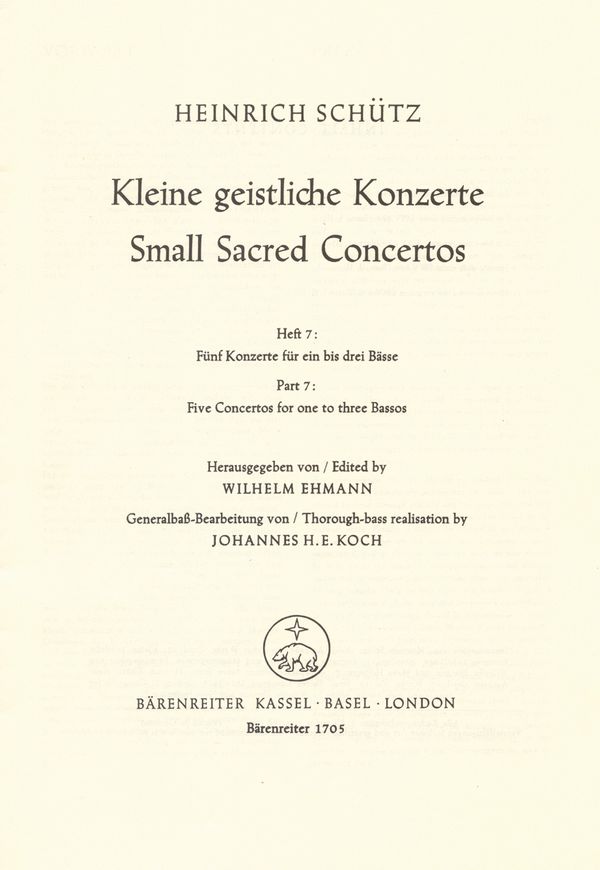 HEINRICH SCHÜTZ
Kleine geistliche Konzerte
Small Sacred Concertos
Heft 7:
Fünf Konzerte für ein bis drei Bässe
Part 7:
Five Concertos for one to three Bassos
Herausgegeben von / Edited by
WILHELM EHMANN
Generalbaß-Bearbeitung von / Thorough-bass realisation by
JOHANNES H. E. KOCH
BÄRENREITER KASSEL · BASEL · LONDON
Bärenreiter 1705